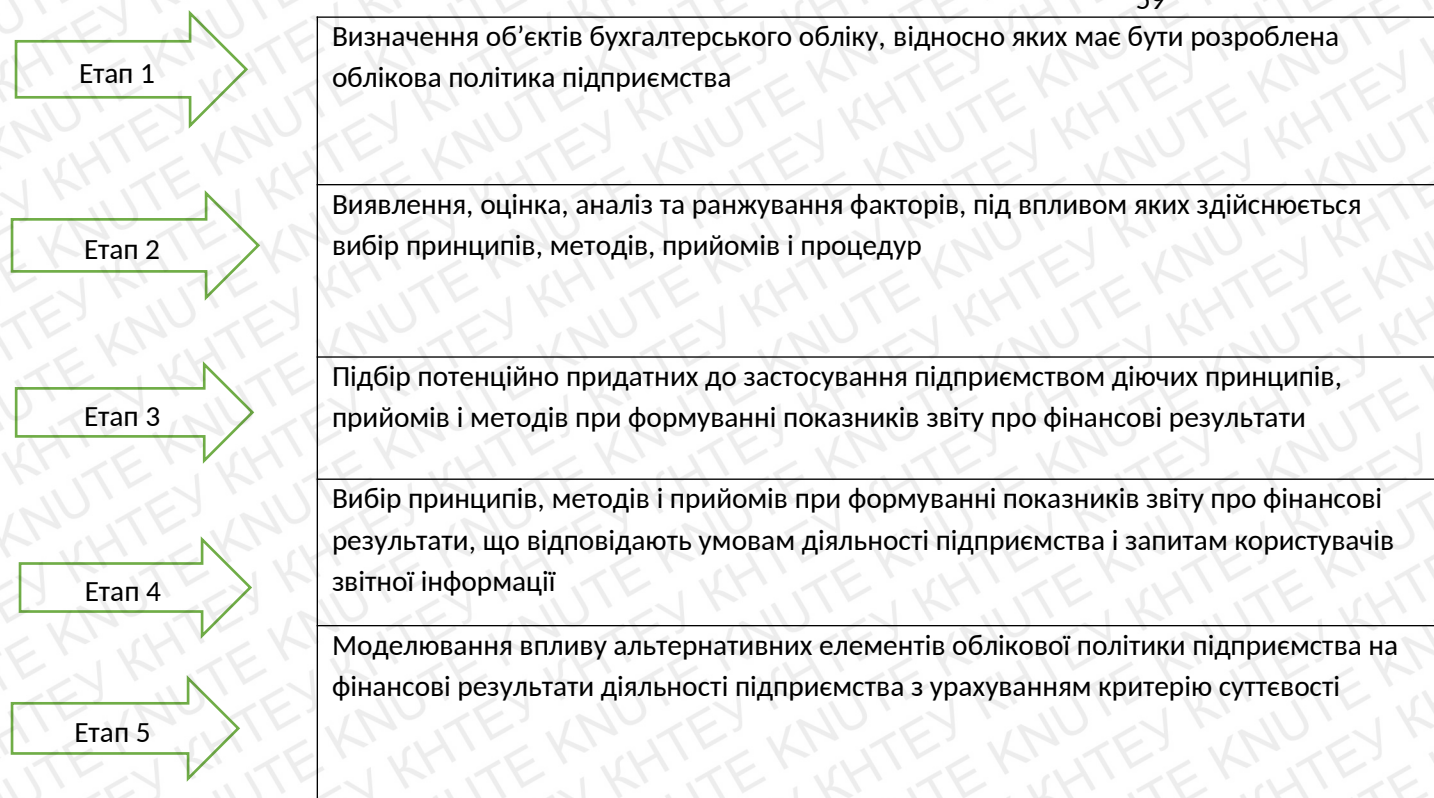 59
Етап 1
Визначення об’єктів бухгалтерського обліку, відносно яких має бути розроблена
облікова політика підприємства
Етап 2
Виявлення, оцінка, аналіз та ранжування факторів, під впливом яких здійснюється
вибір принципів, методів, прийомів і процедур
Етап 3
Підбір потенційно придатних до застосування підприємством діючих принципів,
прийомів і методів при формуванні показників звіту про фінансові результати
Етап 4
Вибір принципів, методів і прийомів при формуванні показників звіту про фінансові
результати, що відповідають умовам діяльності підприємства і запитам користувачів
звітної інформації
Етап 5
Моделювання впливу альтернативних елементів облікової політики підприємства на
фінансові результати діяльності підприємства з урахуванням критерію суттєвості